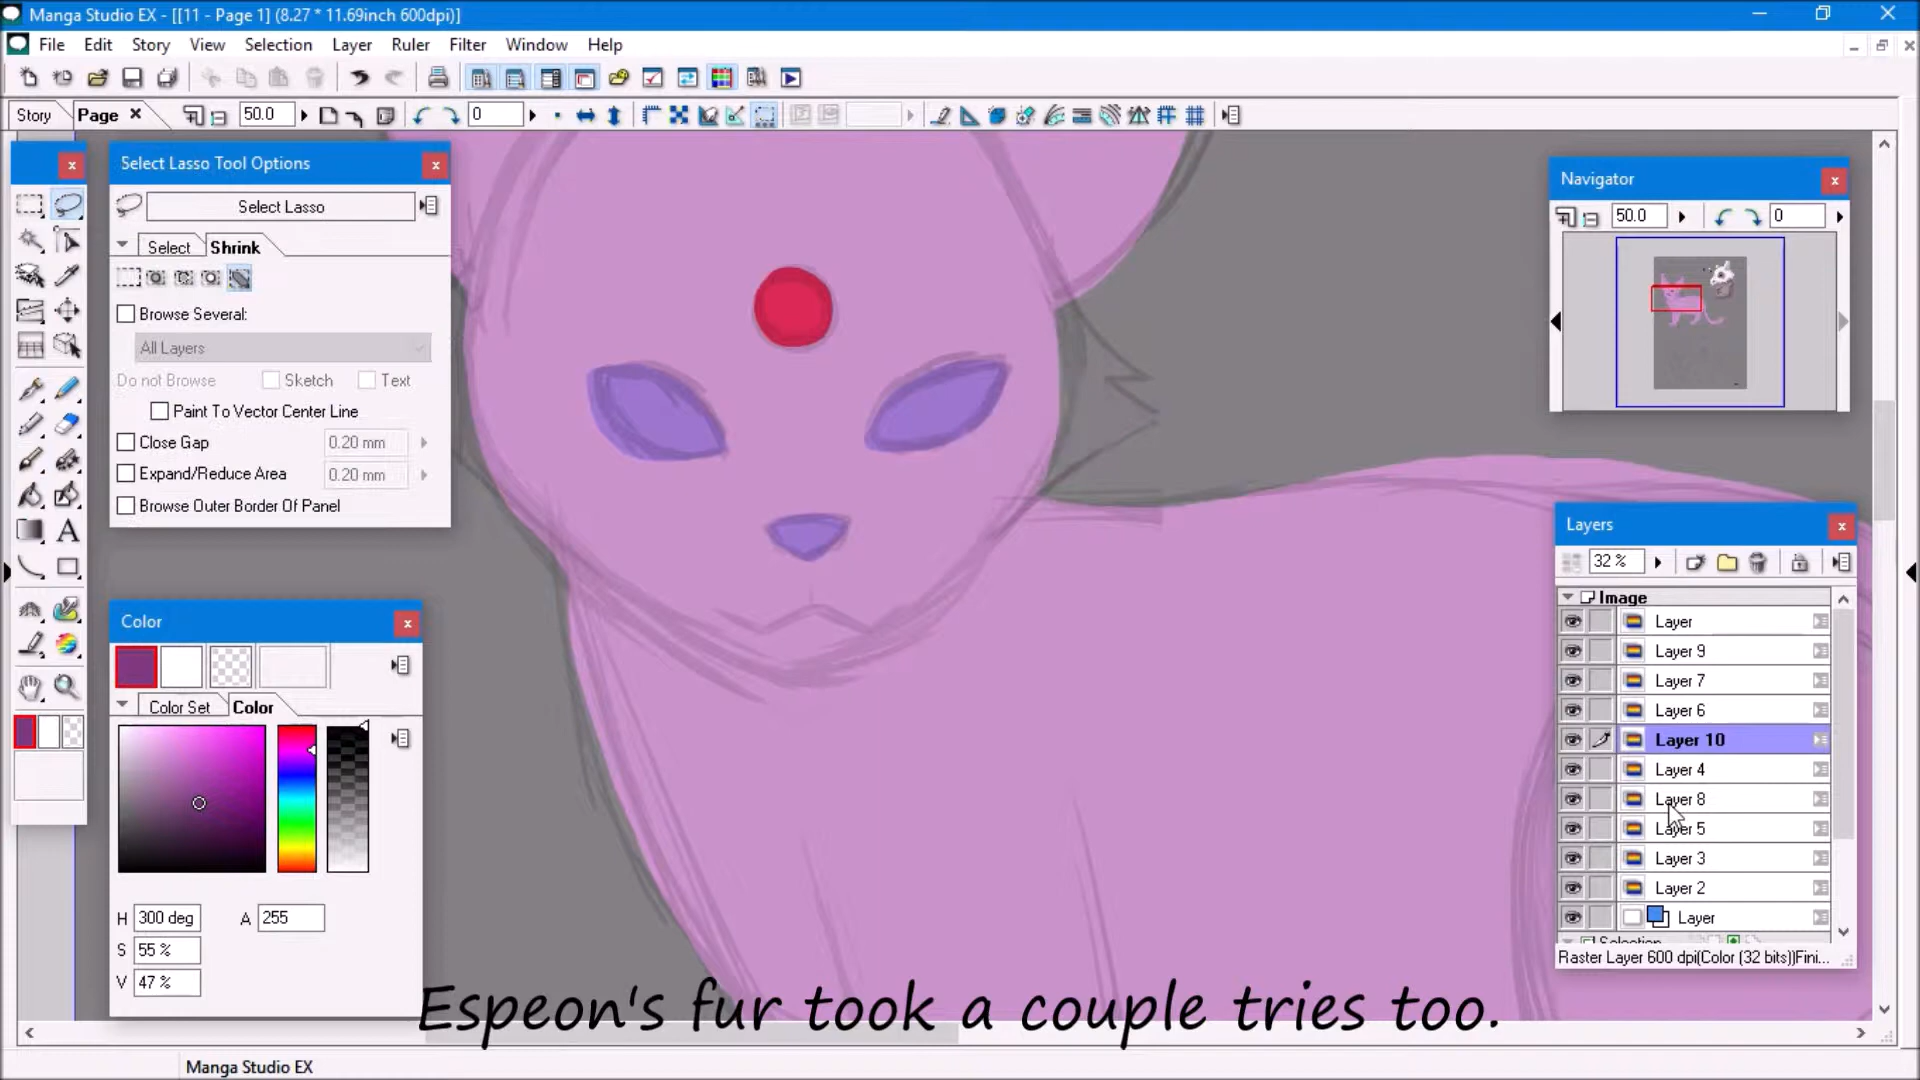 Manga Studio EX - [[11 - Page 1] (8.27 * 11.69inch 600dpi)]
File Edit Story View Selection Layer Ruler Filter Window Help
Story Page 50.0 0
Select Lasso Tool Options
Select Lasso
Select Shrink
Browse Several:
All Layers
Do not Browse Sketch Text
Paint To Vector Center Line
Close Gap 0.20 mm
Expand/Reduce Area 0.20 mm
Browse Outer Border Of Panel
Navigator
50.0 0
Color
Color Set Color
H 300 deg A 255
S 55 %
V 47 %
Layers
32 %
Image
Layer
Layer 9
Layer 7
Layer 6
Layer 10
Layer 4
Layer 8
Layer 5
Layer 3
Layer 2
Layer
Selection
Raster Layer 600 dpi(Color (32 bits))Fini...
Espeon's fur took a couple tries too.
Manga Studio EX